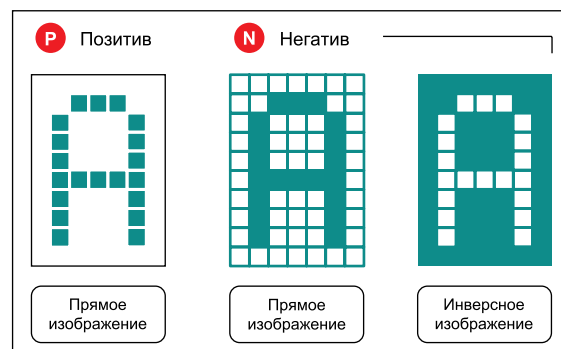 P Позитив
N Негатив
Прямое
изображение
Прямое
изображение
Инверсное
изображение